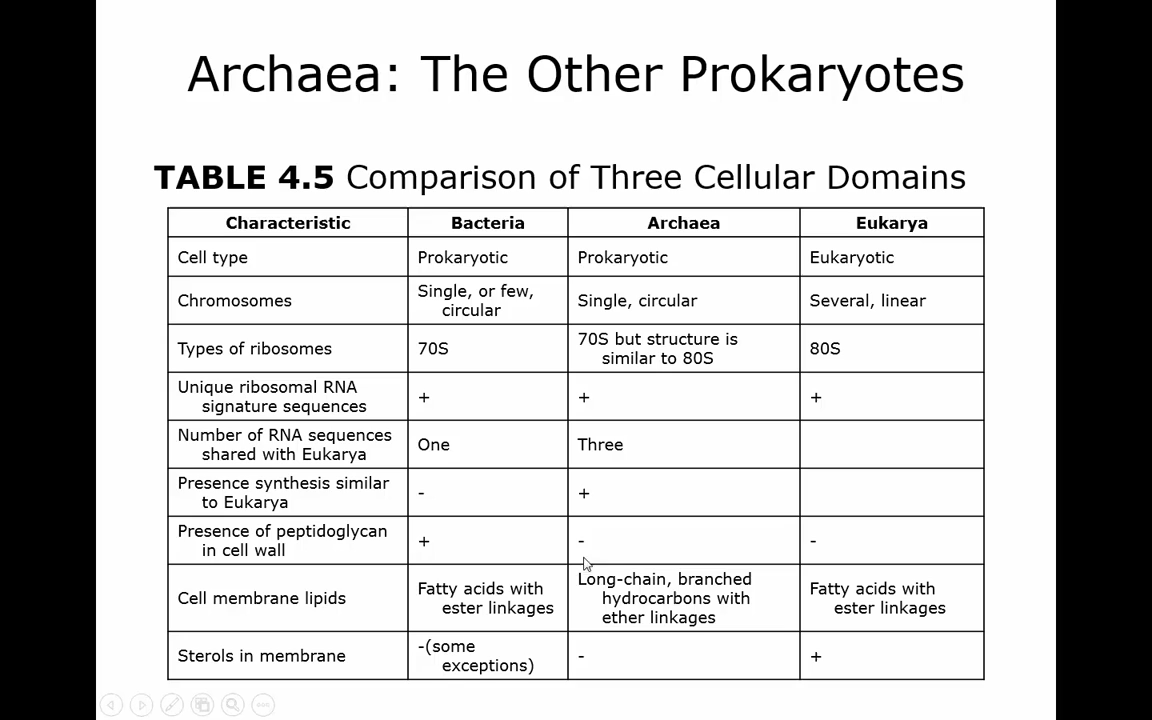 Archaea: The Other Prokaryotes
TABLE 4.5 Comparison of Three Cellular Domains
Characteristic Bacteria Archaea Eukarya
Cell type Prokaryotic Prokaryotic Eukaryotic
Chromosomes
Single, or few,
circular
Single, circular
Several, linear
Types of ribosomes
70S
70S but structure is
similar to 80S
80S
Unique ribosomal RNA
signature sequences
+
+
+
Number of RNA sequences
shared with Eukarya
One
Three
Presence synthesis similar
to Eukarya
-
+
Presence of peptidoglycan
in cell wall
+
-
-
Cell membrane lipids
Fatty acids with
ester linkages
Long-chain, branched
hydrocarbons with
ether linkages
Fatty acids with
ester linkages
Sterols in membrane
-(some
exceptions)
-
+